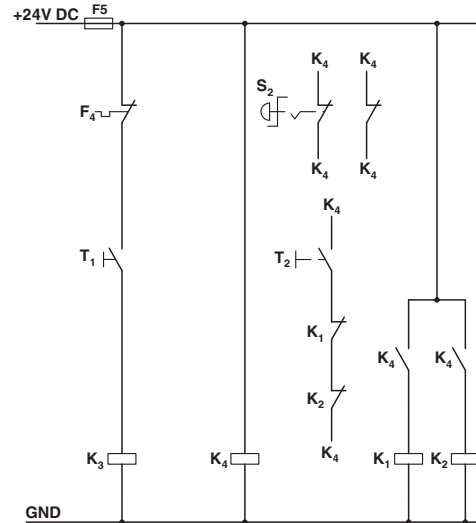 +24V DC F5
K₄ K₄
S₂
F₄
K₄ K₄
K₄
T₁ T₂
K₁
K₄ K₄
K₂
K₄
K₃ K₄ K₁ K₂
GND